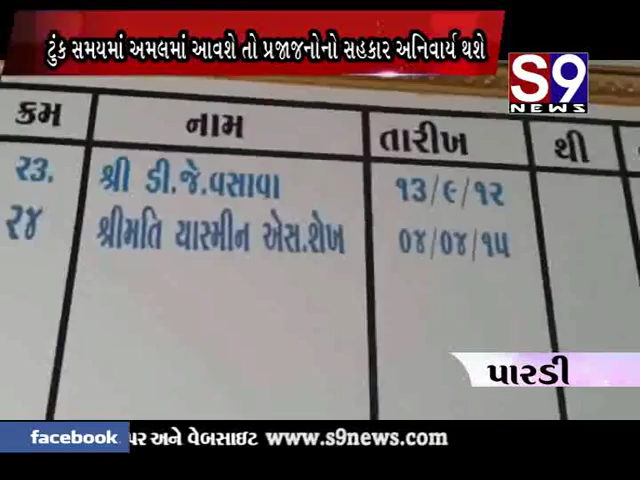 ટુંક સમયમાં અમલમાં આવશે તો પ્રજાજનોનો સહકાર અનિવાર્ય થશે
S9
NEWS
ક્રમ નામ તારીખ થી
૨૩. શ્રી ડી.જે.વસાવા ૧૩/૯/૧૨
૨૪ શ્રીમતિ યાસ્મીન એસ.શેખ ૦૪/૦૪/૧૫
પારડી
facebook પર અને વેબસાઇટ www.s9news.com